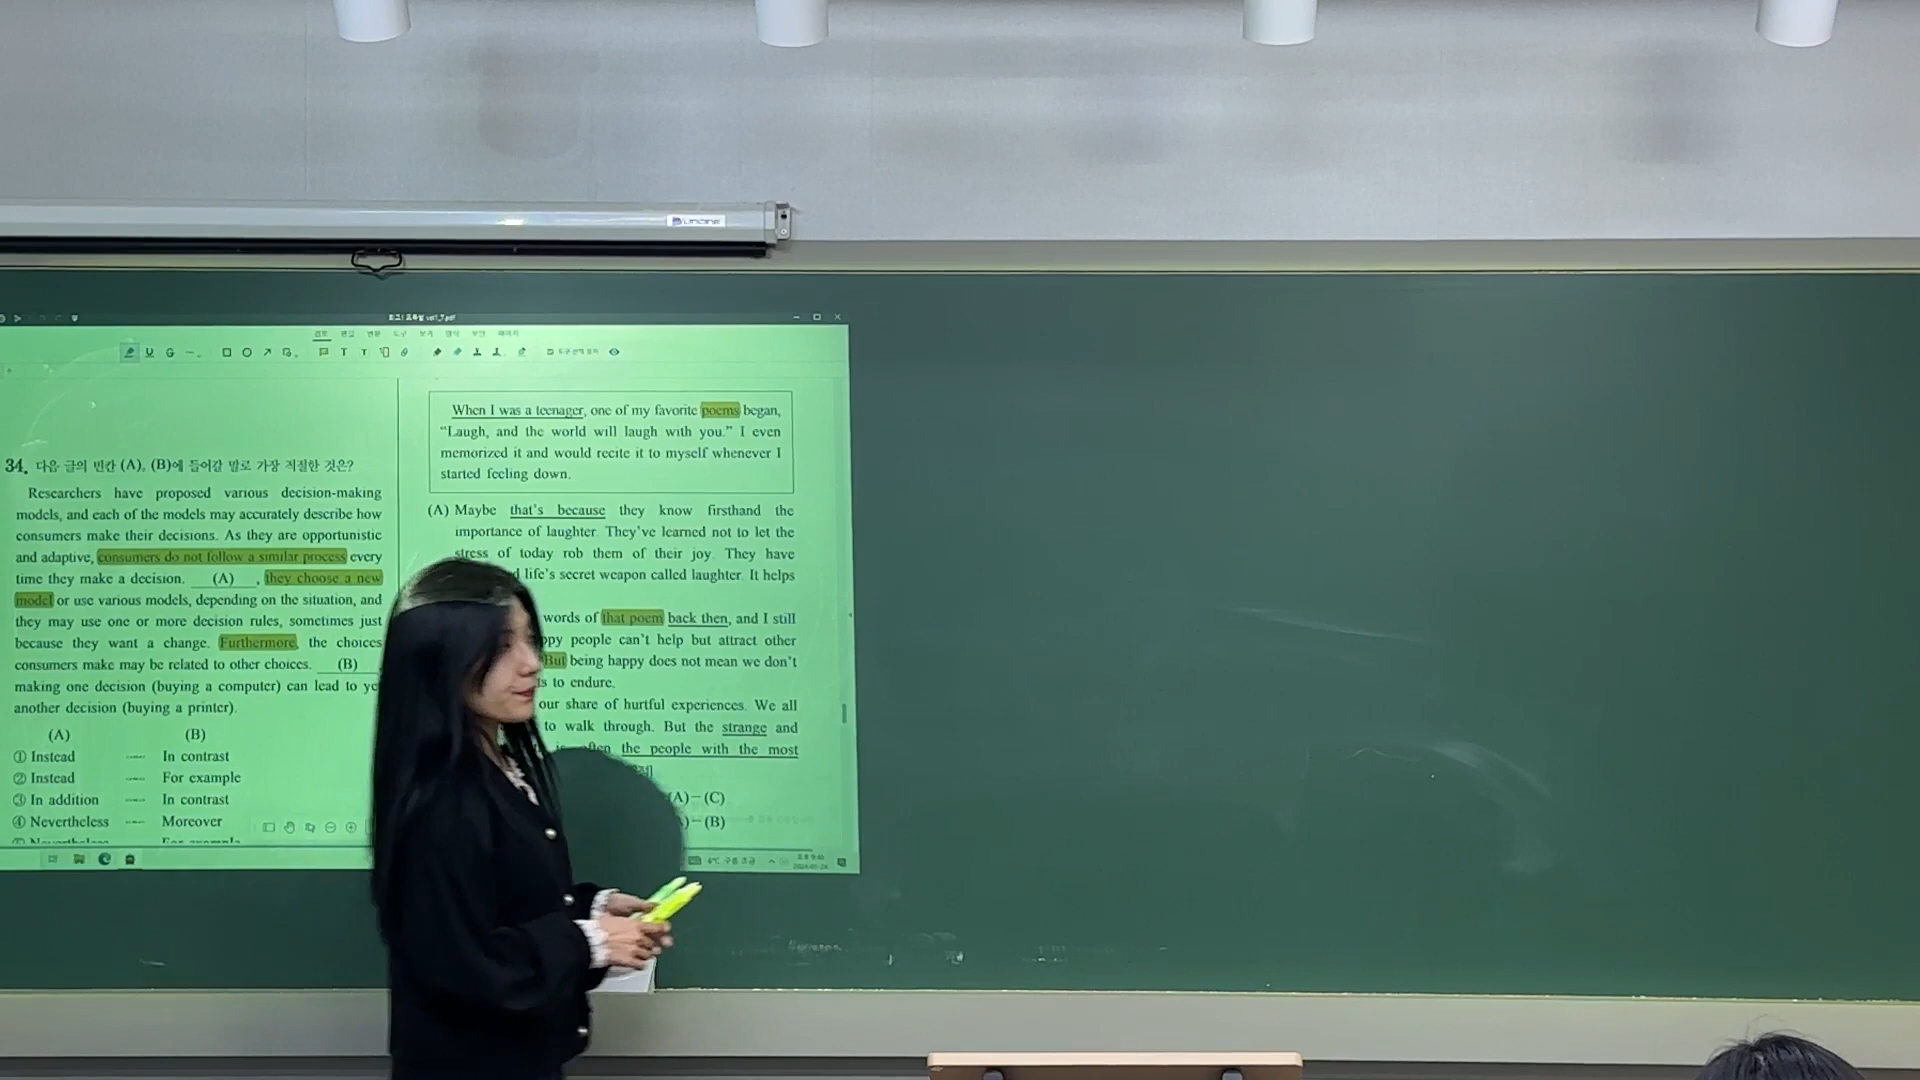 34. 다음 글의 빈칸 (A), (B)에 들어갈 말로 가장 적절한 것은?
Researchers have proposed various decision-making
models, and each of the models may accurately describe how
consumers make their decisions. As they are opportunistic
and adaptive, consumers do not follow a similar process every
time they make a decision. (A) , they choose a new
model or use various models, depending on the situation, and
they may use one or more decision rules, sometimes just
because they want a change. Furthermore, the choices
consumers make may be related to other choices. (B)
making one decision (buying a computer) can lead to
another decision (buying a printer).
(A) (B)
① Instead In contrast
② Instead For example
③ In addition In contrast
④ Nevertheless Moreover
⑤ Nevertheless For example
When I was a teenager, one of my favorite poems began,
“Laugh, and the world will laugh with you.” I even
memorized it and would recite it to myself whenever I
started feeling down.
(A) Maybe that's because they know firsthand the
importance of laughter. They've learned not to let the
stress of today rob them of their joy. They have
life's secret weapon called laughter. It helps
words of that poem back then, and I still
people can't help but attract other
But being happy does not mean we don't
to endure.
our share of hurtful experiences. We all
to walk through. But the strange and
is often the people with the most
(A)－(C)
－(B)